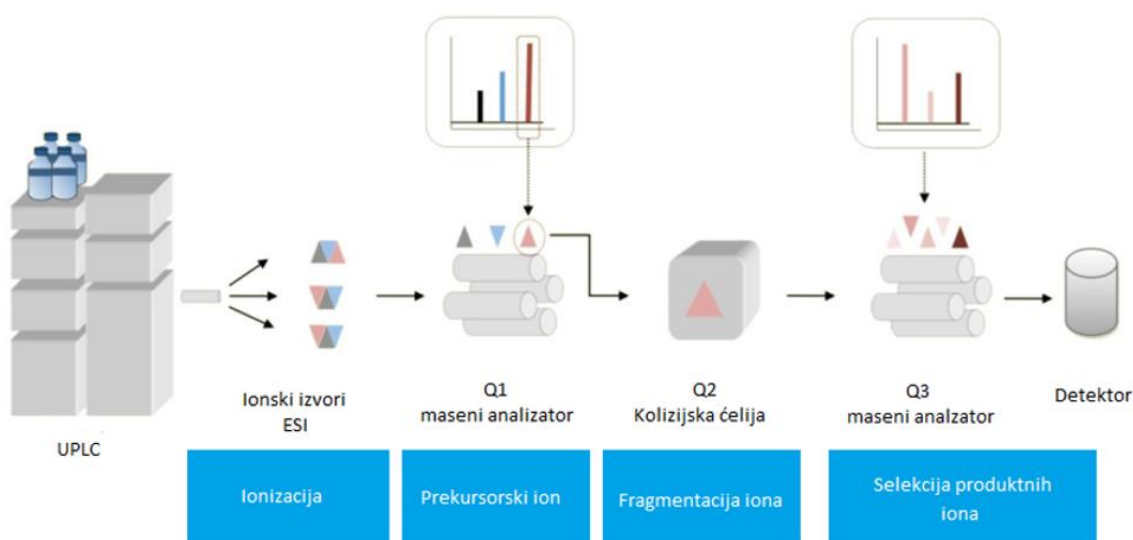 UPLC
Ionski izvori
ESI
Q1
maseni analizator
Q2
Kolizijska ćelija
Q3
maseni analzator
Detektor
Ionizacija
Prekursorski ion
Fragmentacija iona
Selekcija produktnih
iona